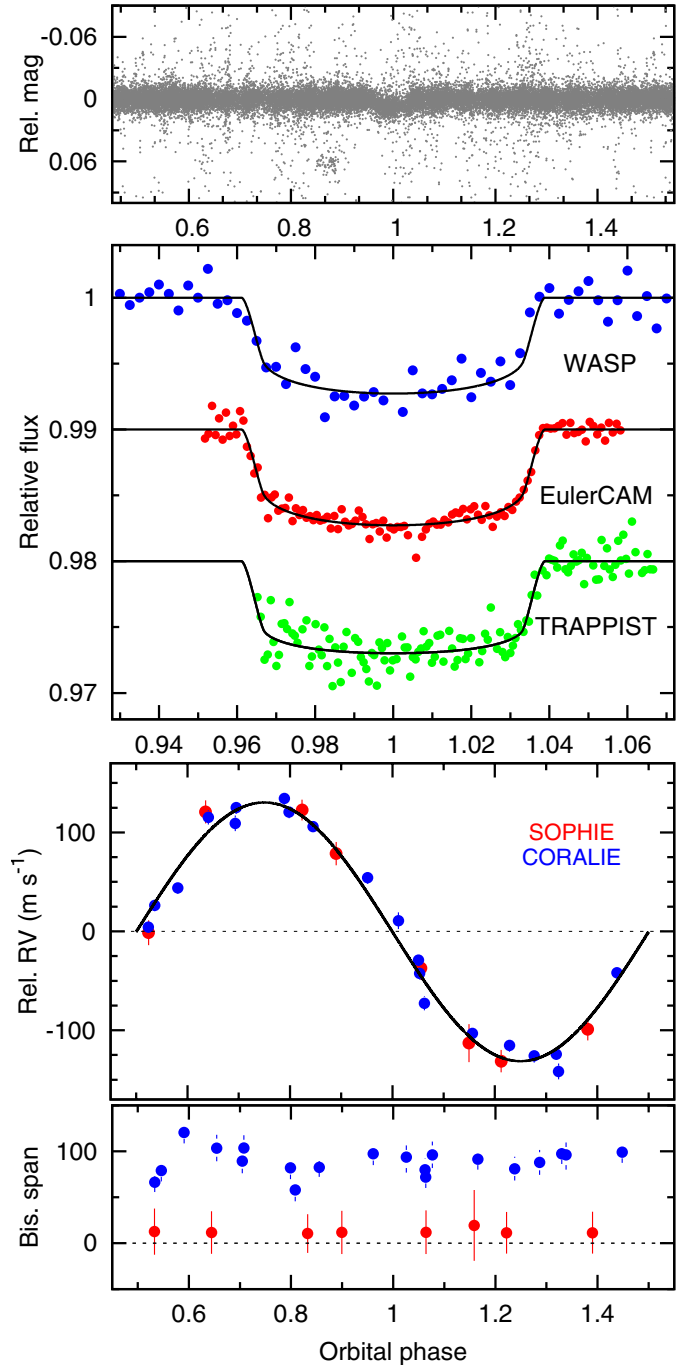 Rel. mag
-0.06
0
0.06
0.6 0.8 1 1.2 1.4
Relative flux
1
0.99
0.98
0.97
WASP
EulerCAM
TRAPPIST
0.94 0.96 0.98 1 1.02 1.04 1.06
Rel. RV (m s⁻¹)
100
0
-100
SOPHIE
CORALIE
Bis. span
100
0
0.6 0.8 1 1.2 1.4
Orbital phase